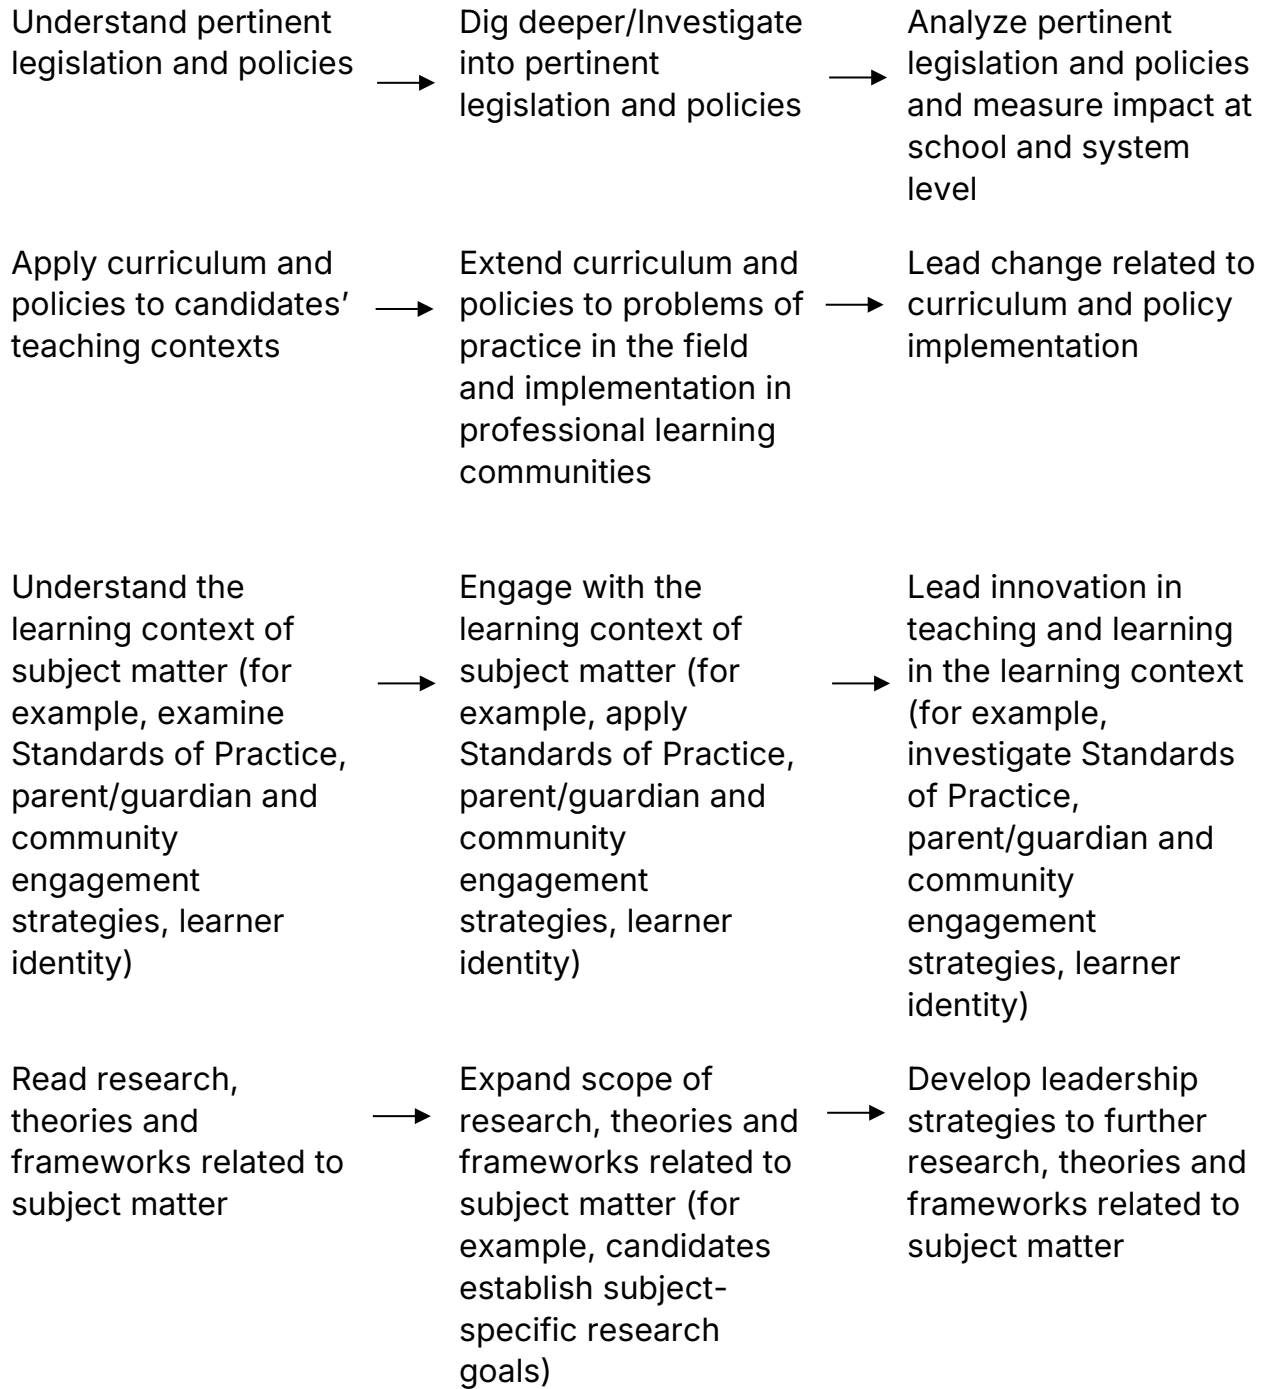 Understand pertinent
legislation and policies
Dig deeper/Investigate
into pertinent
legislation and policies
Analyze pertinent
legislation and policies
and measure impact at
school and system
level
Apply curriculum and
policies to candidates’
teaching contexts
Extend curriculum and
policies to problems of
practice in the field
and implementation in
professional learning
communities
Lead change related to
curriculum and policy
implementation
Understand the
learning context of
subject matter (for
example, examine
Standards of Practice,
parent/guardian and
community
engagement
strategies, learner
identity)
Engage with the
learning context of
subject matter (for
example, apply
Standards of Practice,
parent/guardian and
community
engagement
strategies, learner
identity)
Lead innovation in
teaching and learning
in the learning context
(for example,
investigate Standards
of Practice,
parent/guardian and
community
engagement
strategies, learner
identity)
Read research,
theories and
frameworks related to
subject matter
Expand scope of
research, theories and
frameworks related to
subject matter (for
example, candidates
establish subject-
specific research
goals)
Develop leadership
strategies to further
research, theories and
frameworks related to
subject matter